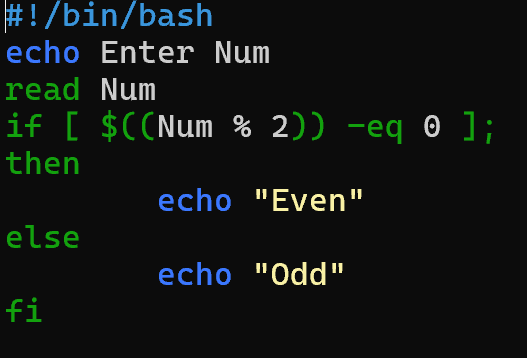 #!/bin/bash
echo Enter Num
read Num
if [ $((Num % 2)) -eq 0 ];
then
        echo "Even"
else
        echo "Odd"
fi